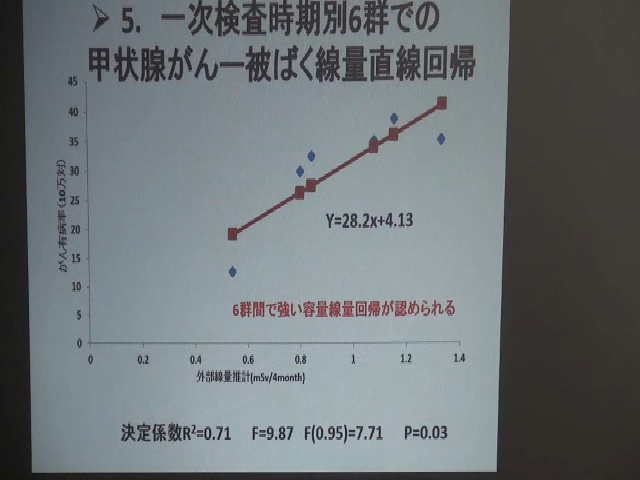 ➤ 5. 一次検査時期別6群での
甲状腺がん一被ばく線量直線回帰
がん有病率(10万対)
45
40
35
30
25
20
15
10
5
0
Y=28.2x+4.13
6群間で強い容量線量回帰が認められる
0 0.2 0.4 0.6 0.8 1 1.2 1.4
外部線量推計(mSv/4month)
決定係数R²=0.71 F=9.87 F(0.95)=7.71 P=0.03